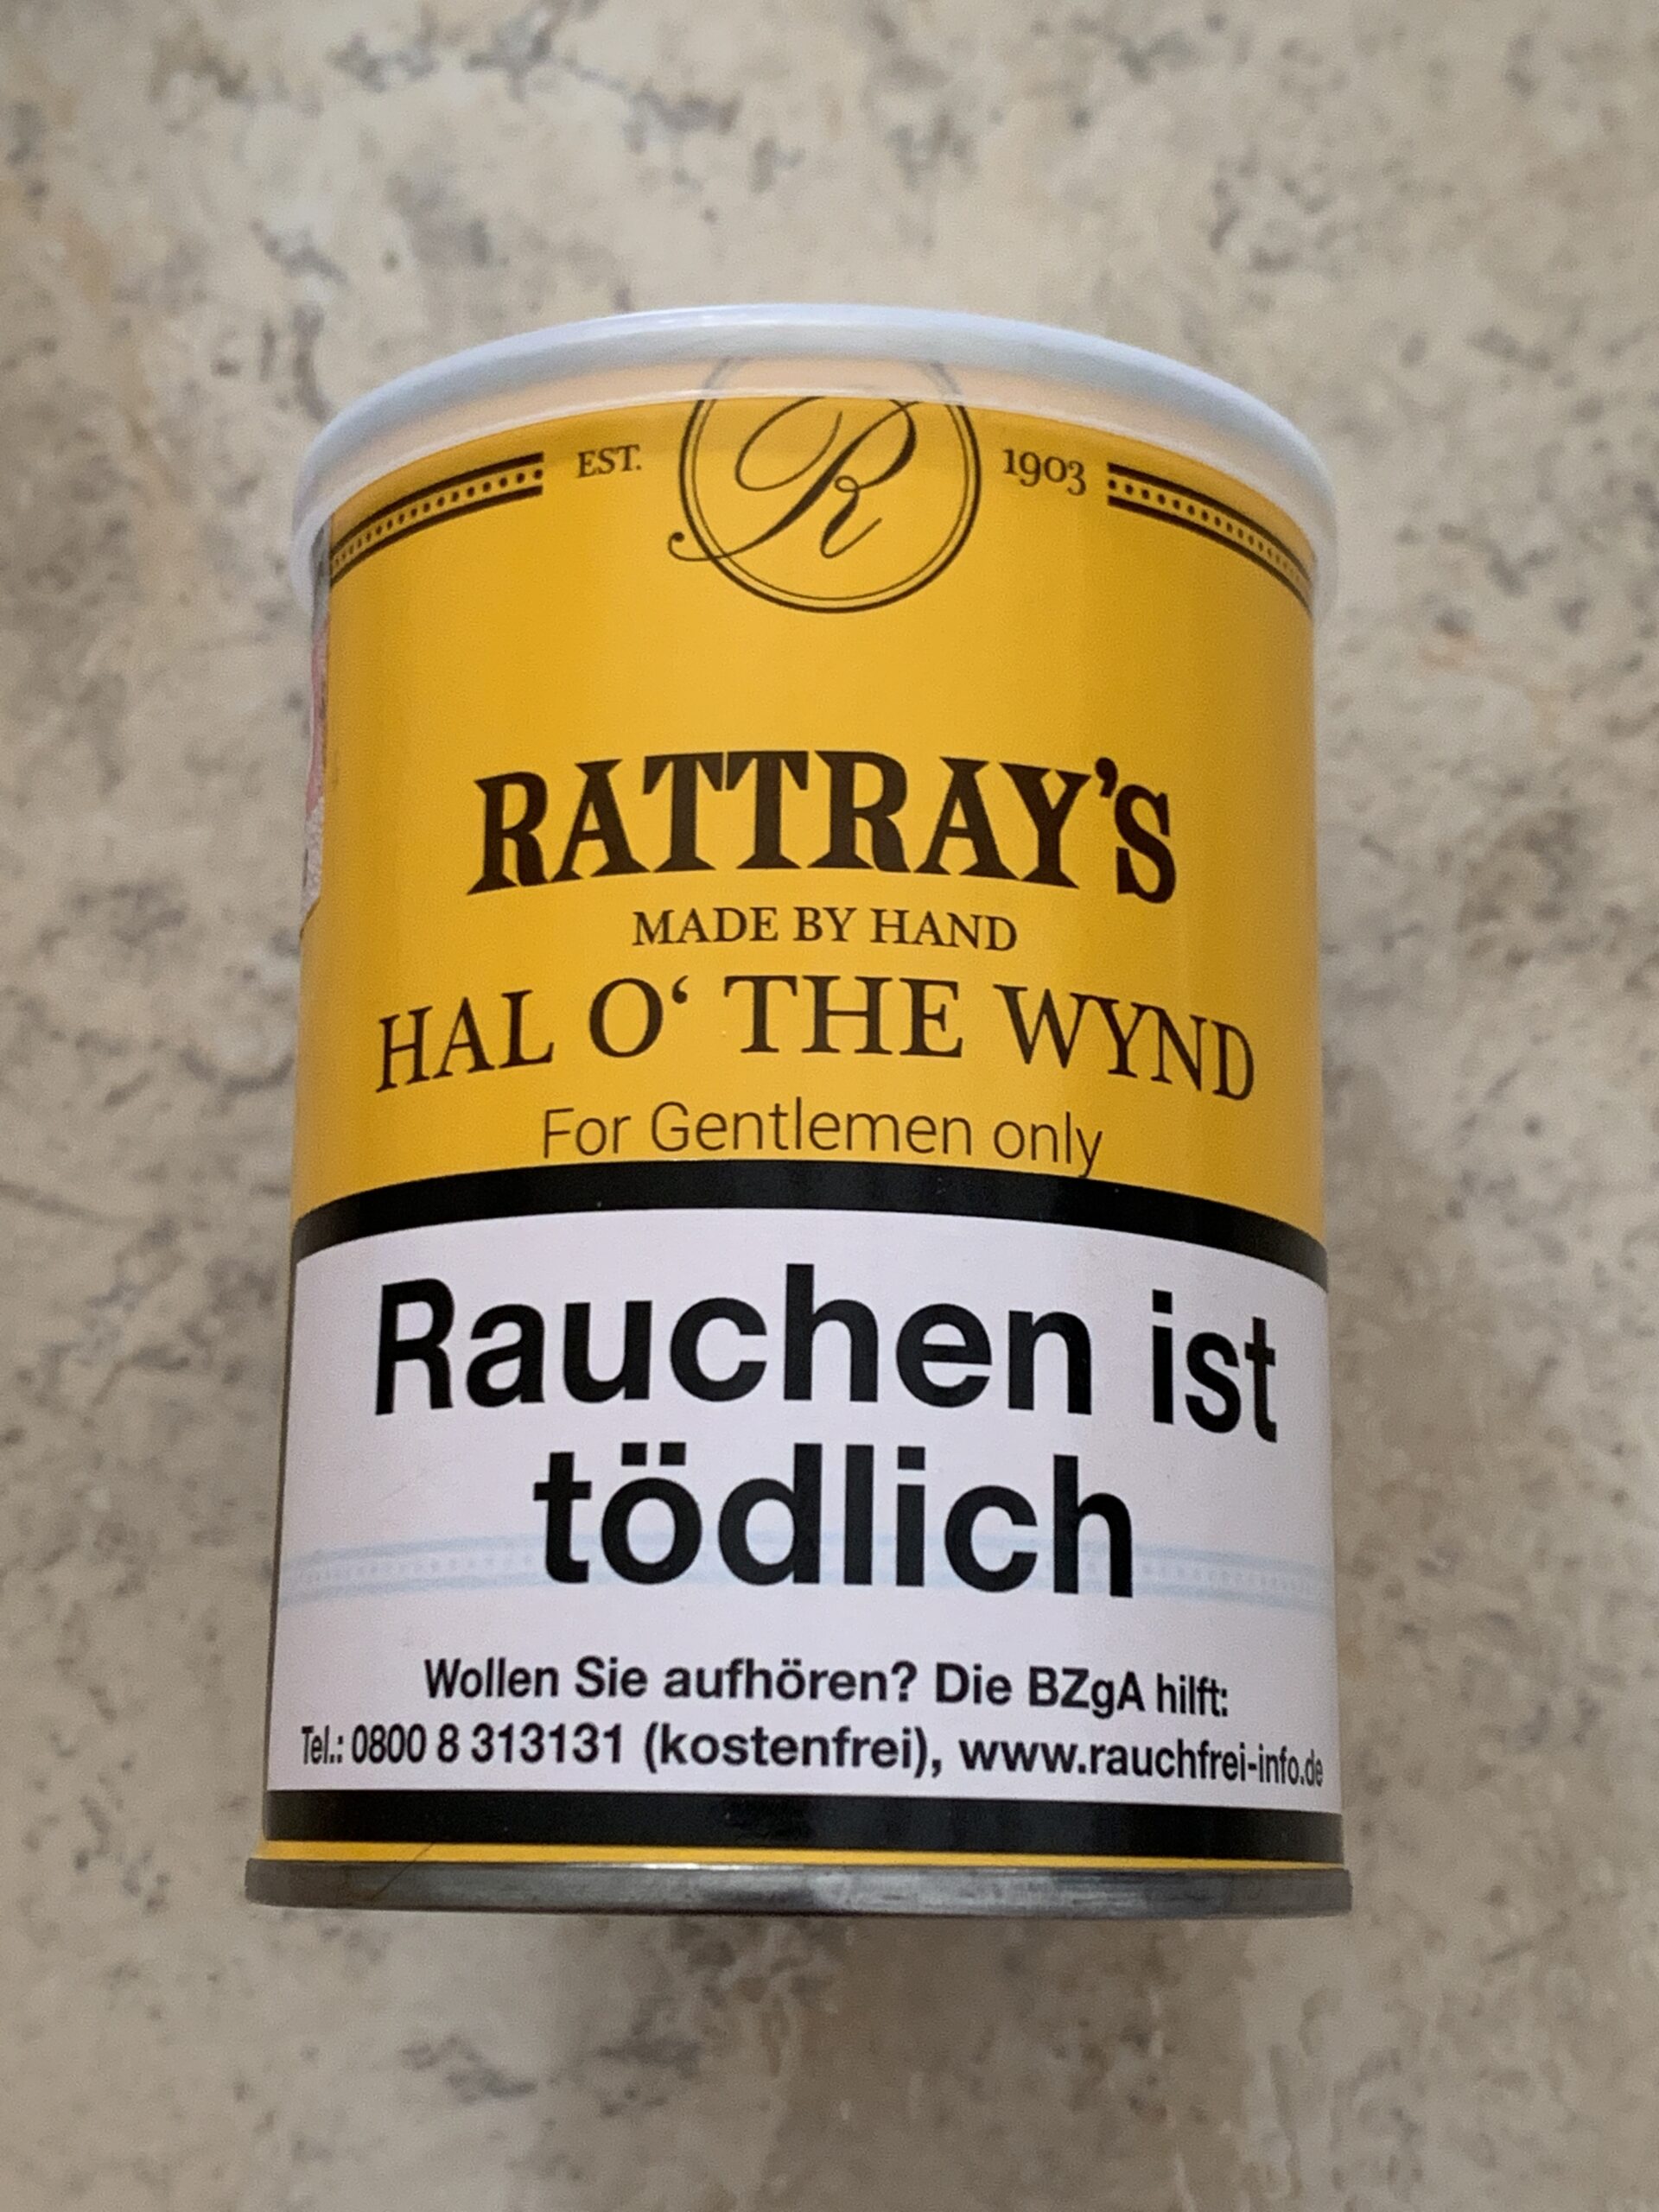 EST. R 1903
RATTRAY'S
MADE BY HAND
HAL O‘ THE WYND
For Gentlemen only
Rauchen ist
tödlich
Wollen Sie aufhören? Die BZgA hilft:
Tel.: 0800 8 313131 (kostenfrei), www.rauchfrei-info.de